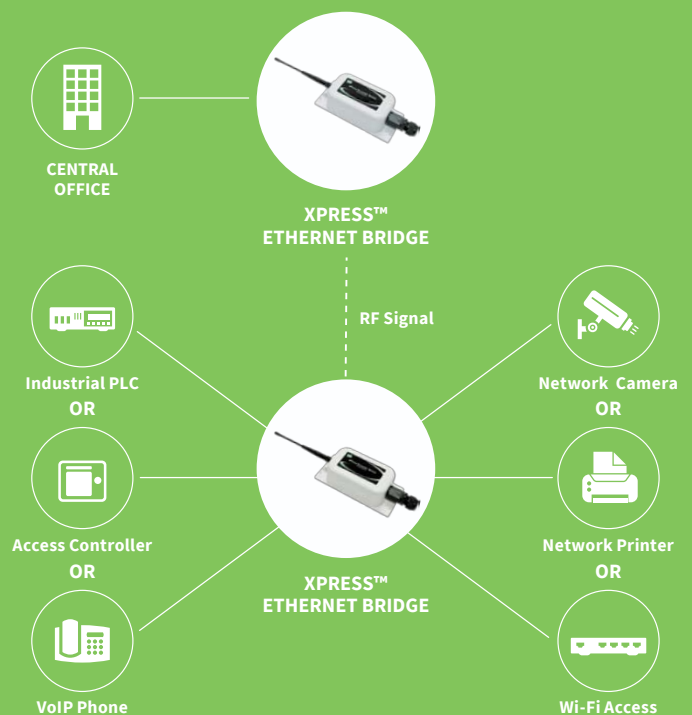 CENTRAL
OFFICE
XPRESS™
ETHERNET BRIDGE
RF Signal
Industrial PLC
OR
Access Controller
OR
VoIP Phone
Network Camera
OR
Network Printer
OR
Wi-Fi Access
XPRESS™
ETHERNET BRIDGE